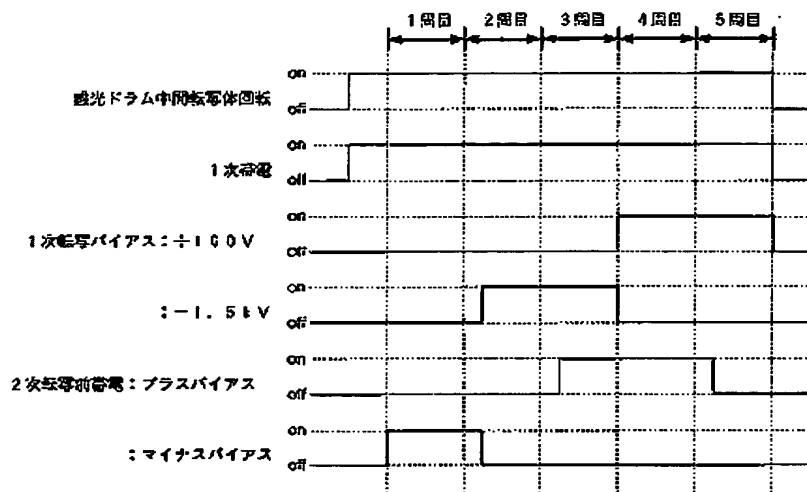 1周目 2周目 3周目 4周目 5周目
on
感光ドラム中間転写体回転
off
on
1次帯電
off
on
1次転写バイアス：＋100V
off
on
：－1．5kV
off
on
2次転写前帯電：プラスバイアス
off
on
：マイナスバイアス
off